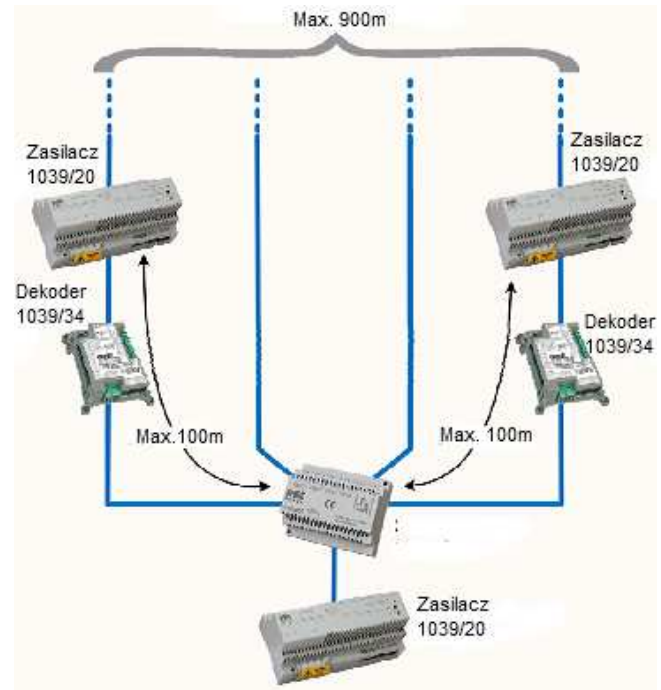 Max. 900m
Zasilacz
1039/20
Zasilacz
1039/20
Dekoder
1039/34
Dekoder
1039/34
Max.100m
Max. 100m
Zasilacz
1039/20